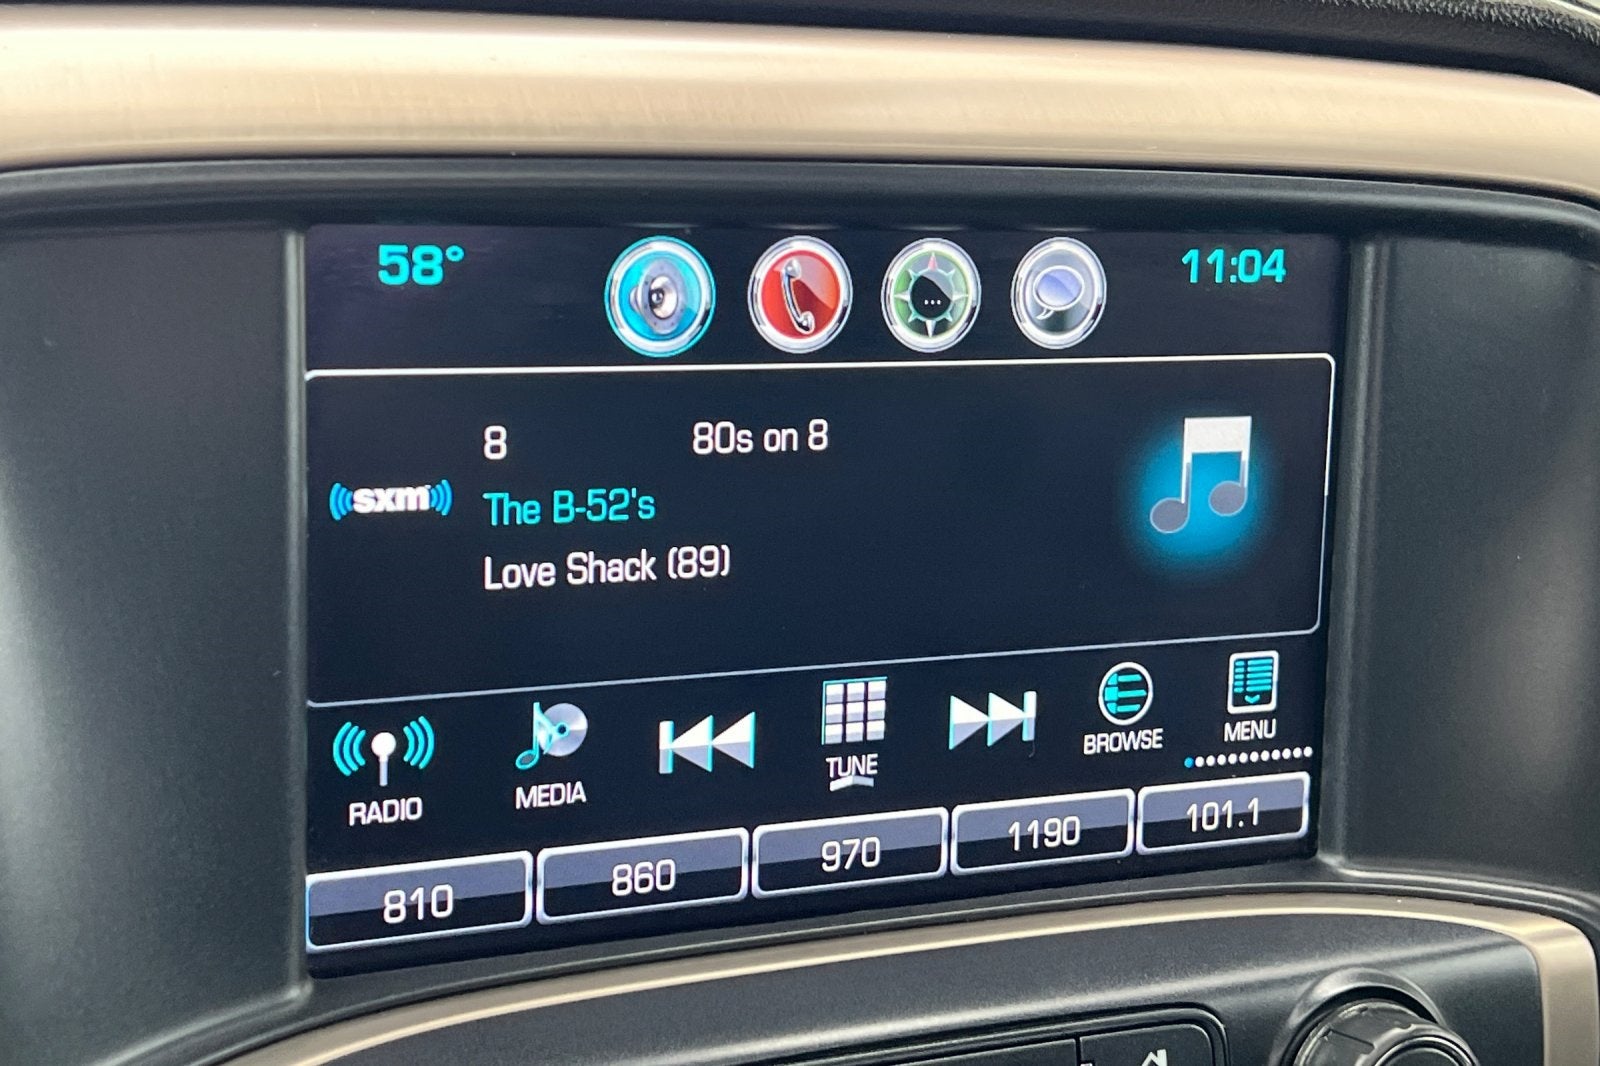 58° 11:04
8 80s on 8
sxm
The B-52's
Love Shack (89)
RADIO MEDIA TUNE BROWSE MENU
810 860 970 1190 101.1